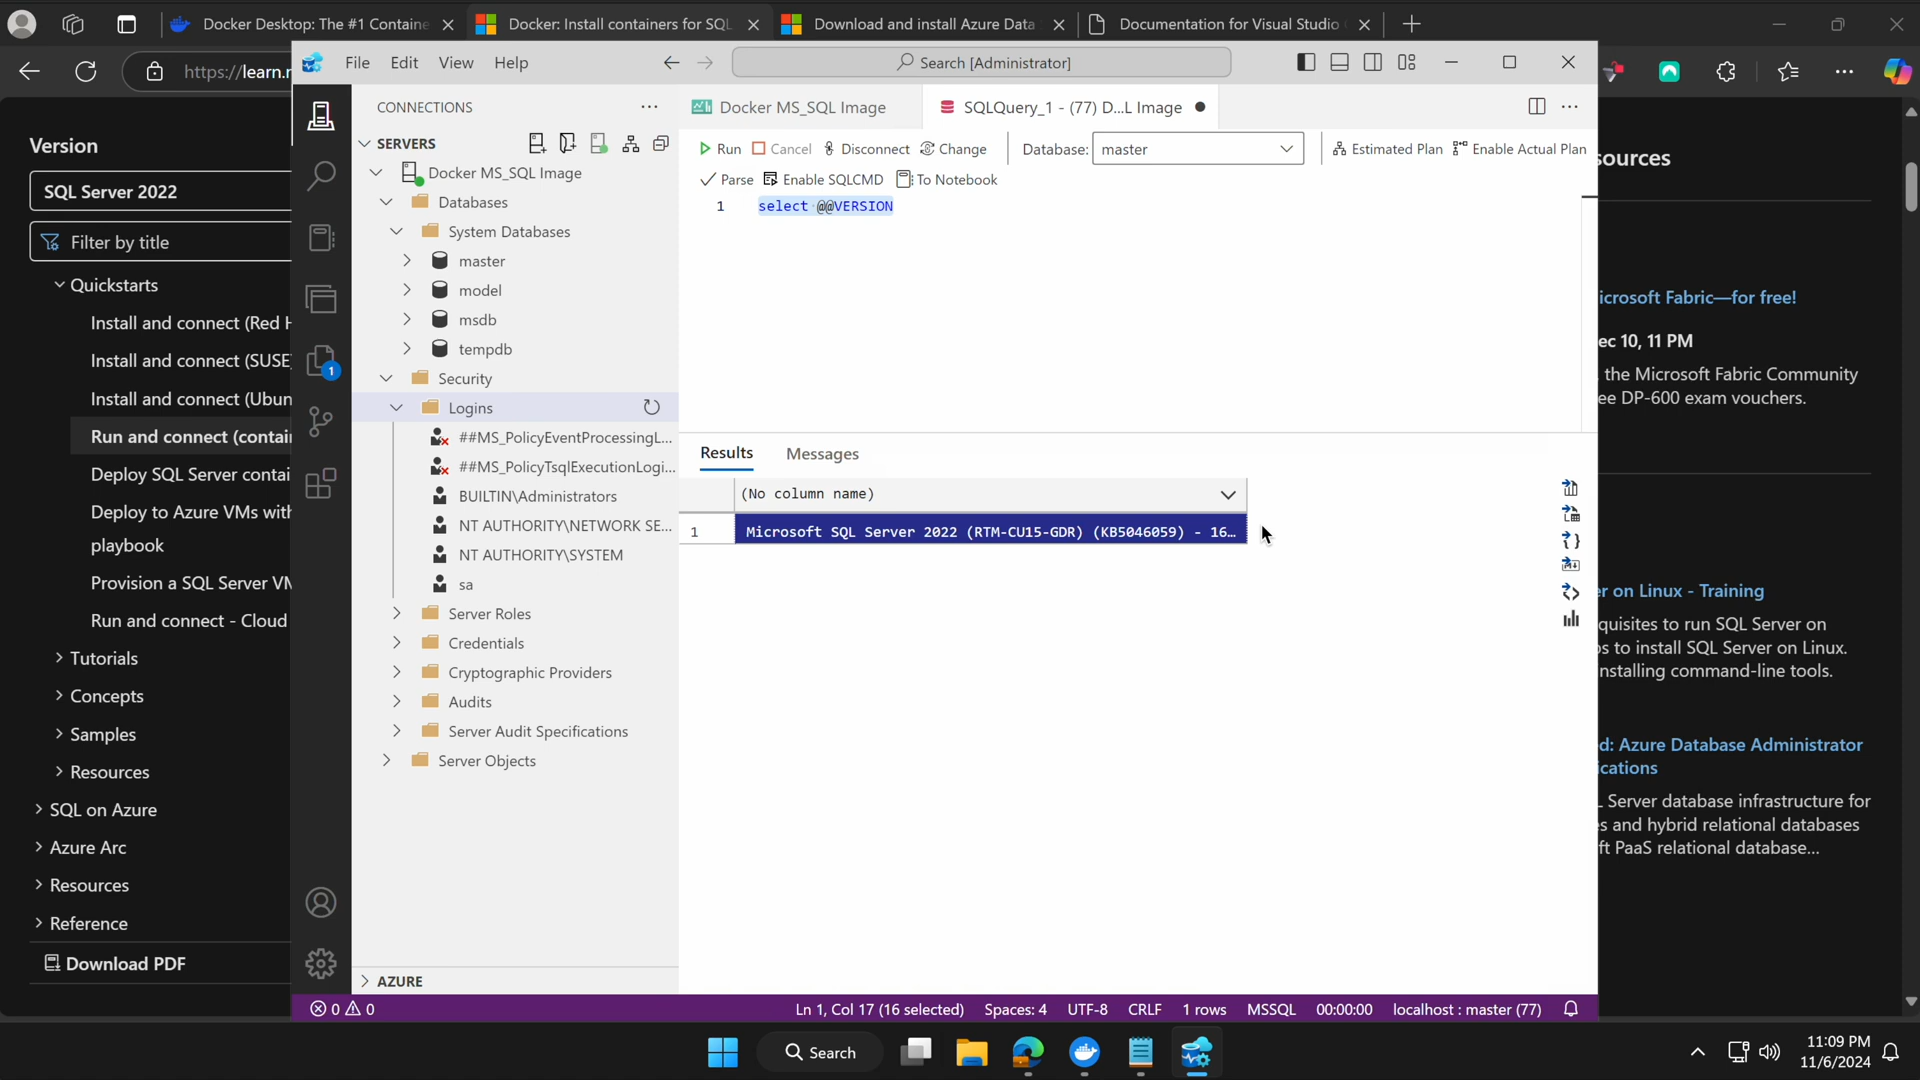 Docker Desktop: The #1 Containe
Docker: Install containers for SQL
Download and install Azure Data
Documentation for Visual Studio
https://learn.r
File Edit View Help
Search [Administrator]
Version
SQL Server 2022
Filter by title
Quickstarts
Install and connect (Red H
Install and connect (SUSE
Install and connect (Ubun
Run and connect (contai
Deploy SQL Server contai
Deploy to Azure VMs with
playbook
Provision a SQL Server VM
Run and connect - Cloud
Tutorials
Concepts
Samples
Resources
SQL on Azure
Azure Arc
Resources
Reference
Download PDF
1
CONNECTIONS
SERVERS
Docker MS_SQL Image
Databases
System Databases
master
model
msdb
tempdb
Security
Logins
##MS_PolicyEventProcessingL...
##MS_PolicyTsqlExecutionLogi...
BUILTIN\Administrators
NT AUTHORITY\NETWORK SE...
NT AUTHORITY\SYSTEM
sa
Server Roles
Credentials
Cryptographic Providers
Audits
Server Audit Specifications
Server Objects
AZURE
Docker MS_SQL Image
SQLQuery_1 - (77) D...L Image
Run Cancel Disconnect Change Database: master Estimated Plan Enable Actual Plan
Parse Enable SQLCMD To Notebook
1 select @@VERSION
Results Messages
(No column name)
1 Microsoft SQL Server 2022 (RTM-CU15-GDR) (KB5046059) - 16…
0 0 Ln 1, Col 17 (16 selected) Spaces: 4 UTF-8 CRLF 1 rows MSSQL 00:00:00 localhost : master (77)
sources
icrosoft Fabric—for free!
ec 10, 11 PM
the Microsoft Fabric Community
ee DP-600 exam vouchers.
er on Linux - Training
quisites to run SQL Server on
os to install SQL Server on Linux.
nstalling command-line tools.
d: Azure Database Administrator
ications
L Server database infrastructure for
es and hybrid relational databases
ft PaaS relational database...
Search
11:09 PM
11/6/2024